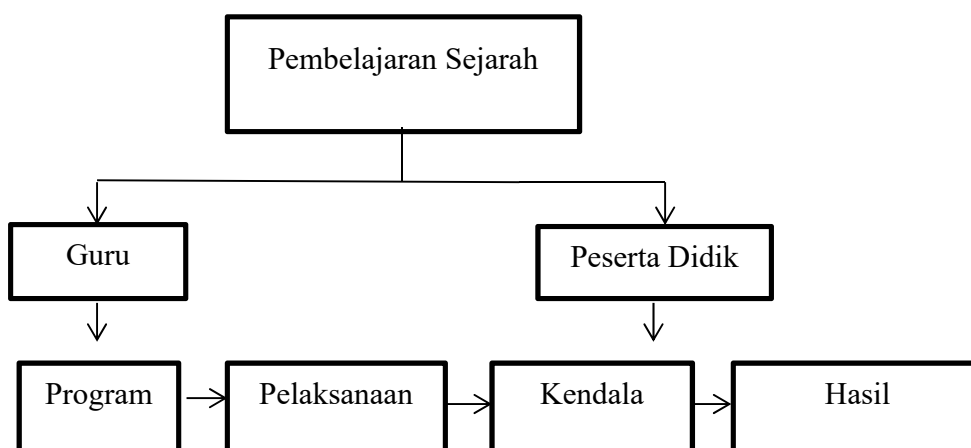 Pembelajaran Sejarah
Guru
Peserta Didik
Program
Pelaksanaan
Kendala
Hasil